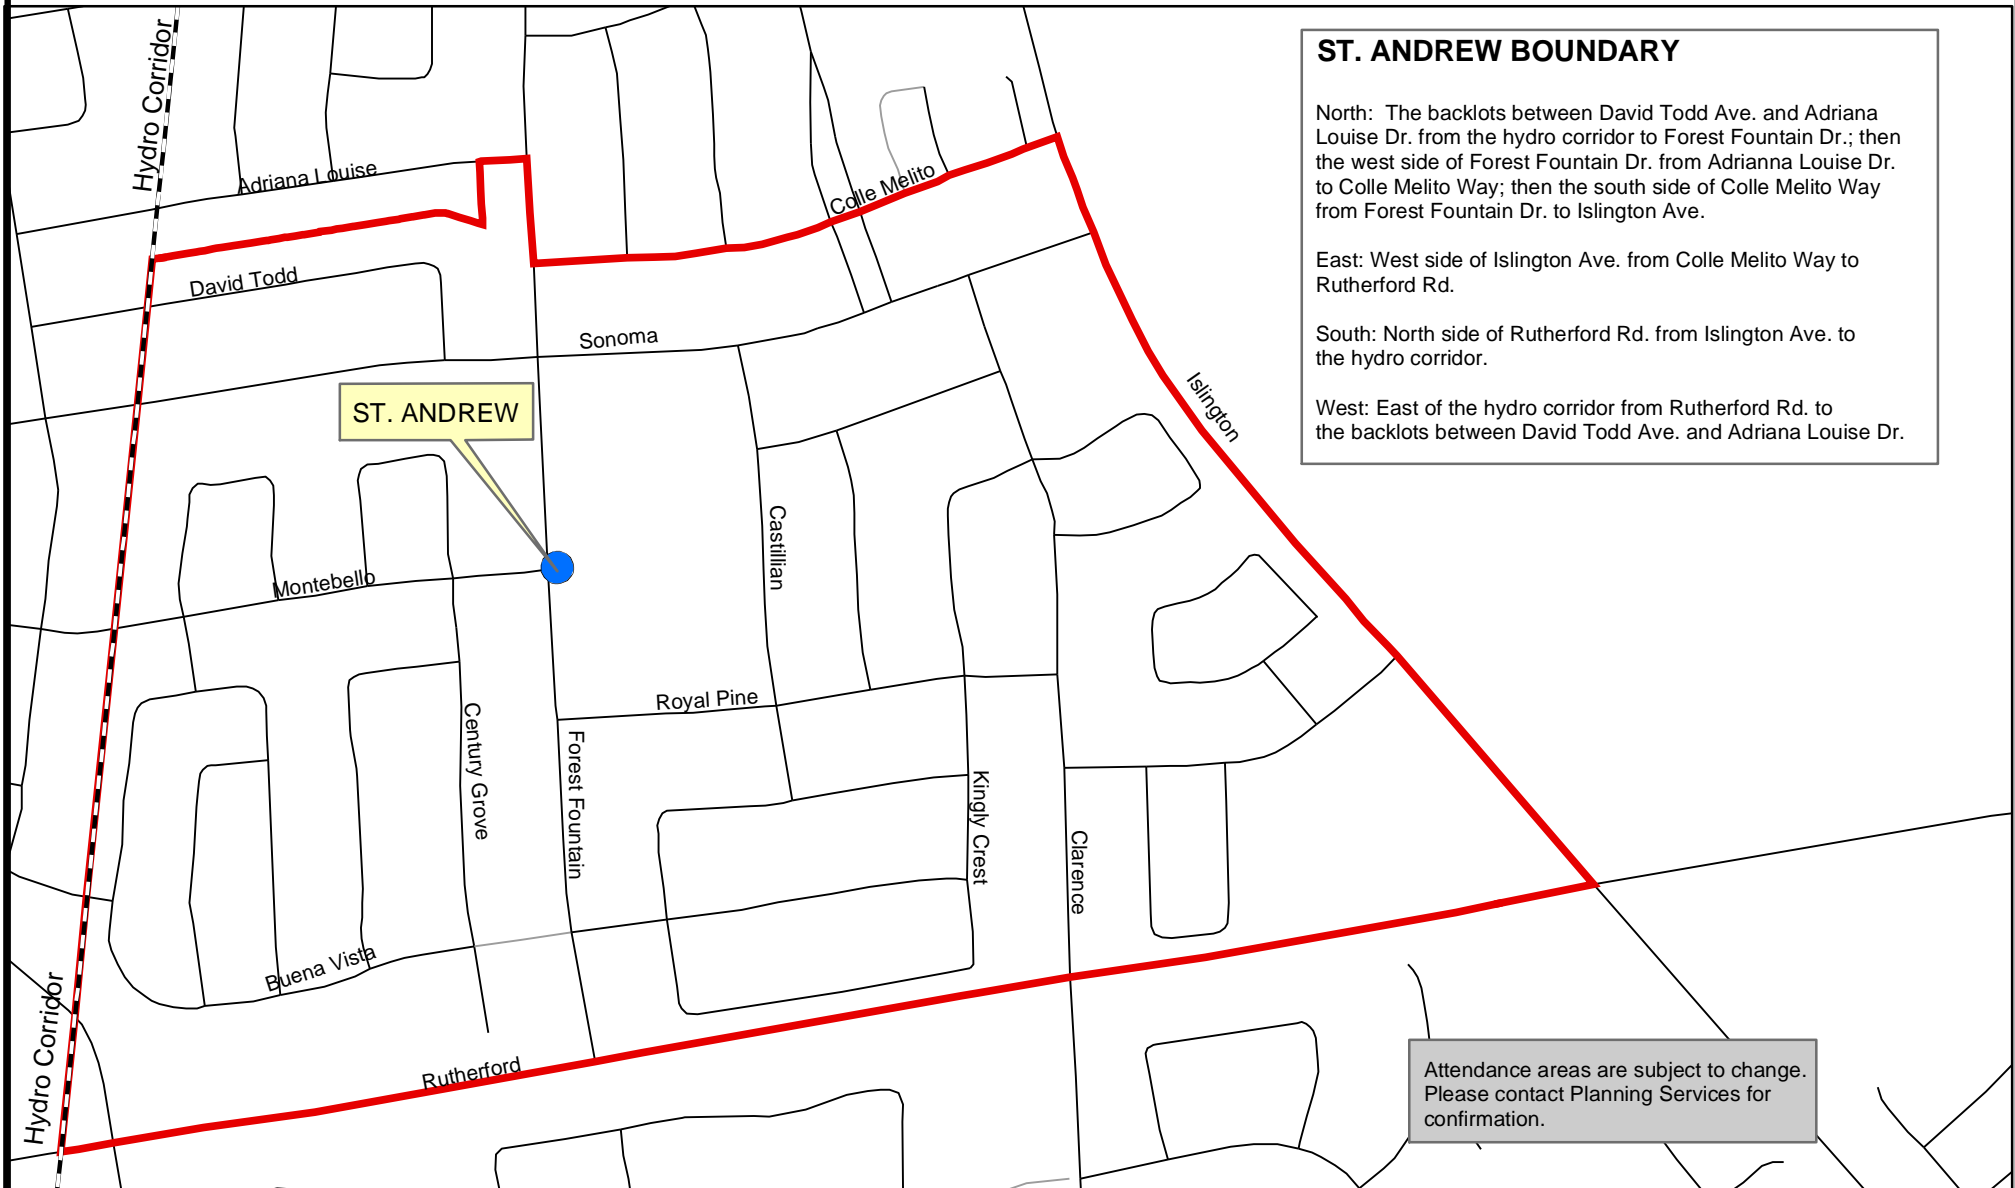 ST. ANDREW BOUNDARY
North: The backlots between David Todd Ave. and Adriana
Louise Dr. from the hydro corridor to Forest Fountain Dr.; then
the west side of Forest Fountain Dr. from Adrianna Louise Dr.
to Colle Melito Way; then the south side of Colle Melito Way
from Forest Fountain Dr. to Islington Ave.
East: West side of Islington Ave. from Colle Melito Way to
Rutherford Rd.
South: North side of Rutherford Rd. from Islington Ave. to
the hydro corridor.
West: East of the hydro corridor from Rutherford Rd. to
the backlots between David Todd Ave. and Adriana Louise Dr.
Hydro Corridor
Adriana Louise
Colle Melito
David Todd
Sonoma
Islington
ST. ANDREW
Castillian
Montebello
Royal Pine
Century Grove
Forest Fountain
Kingly Crest
Clarence
Buena Vista
Hydro Corridor
Rutherford
Attendance areas are subject to change.
Please contact Planning Services for
confirmation.